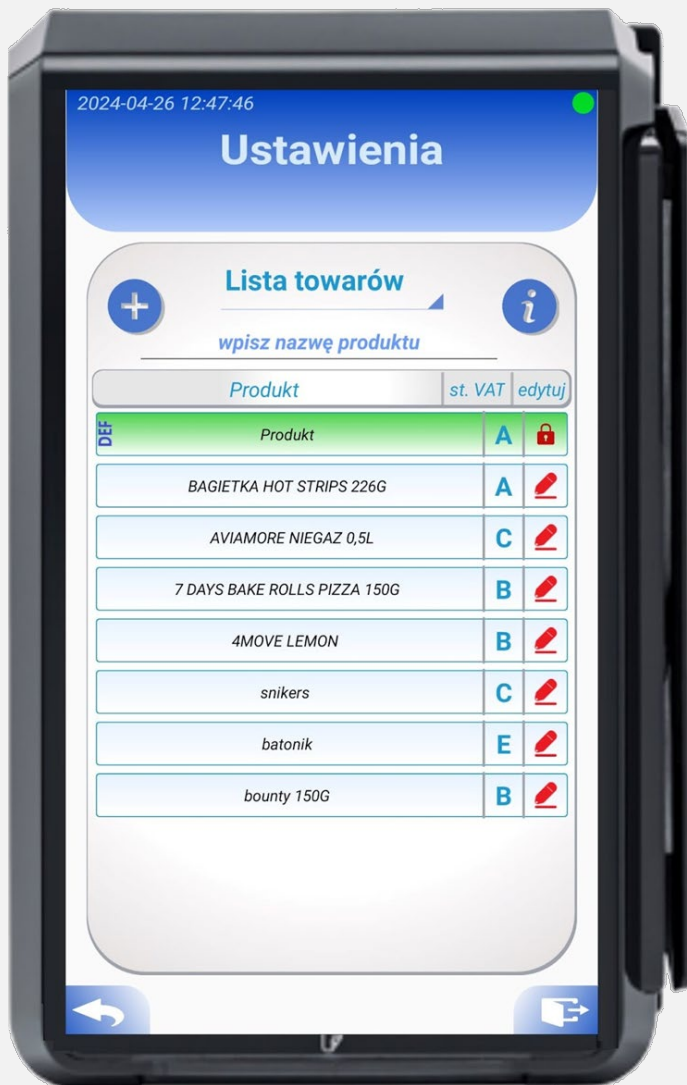 2024-04-26 12:47:46
Ustawienia
Lista towarów
wpisz nazwę produktu
Produkt st. VAT edytuj
DEF Produkt A
BAGIETKA HOT STRIPS 226G A
AVIAMORE NIEGAZ 0,5L C
7 DAYS BAKE ROLLS PIZZA 150G B
4MOVE LEMON B
snikers C
batonik E
bounty 150G B